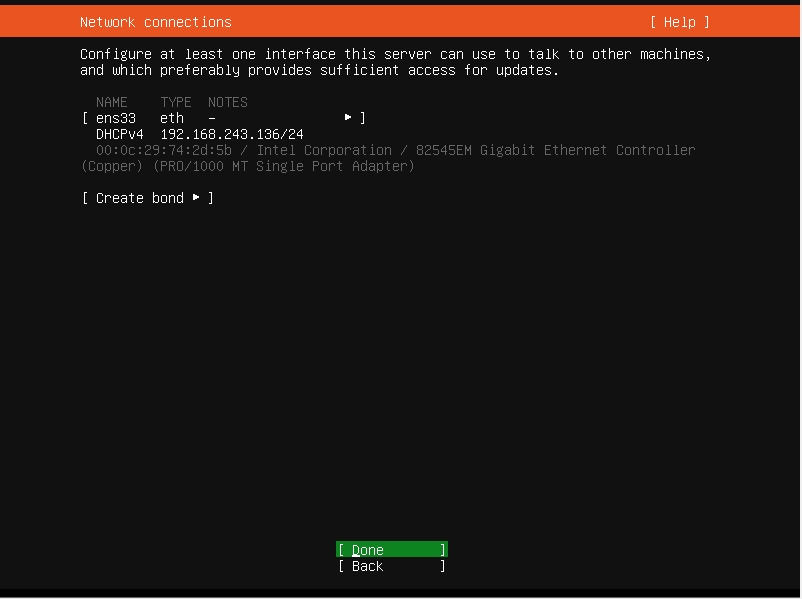 Network connections [ Help ]
Configure at least one interface this server can use to talk to other machines,
and which preferably provides sufficient access for updates.
NAME TYPE NOTES
[ ens33 eth – ▸ ]
DHCPv4 192.168.243.136/24
00:0c:29:74:2d:5b / Intel Corporation / 82545EM Gigabit Ethernet Controller
(Copper) (PRO/1000 MT Single Port Adapter)
[ Create bond ▸ ]
[ Done ]
[ Back ]